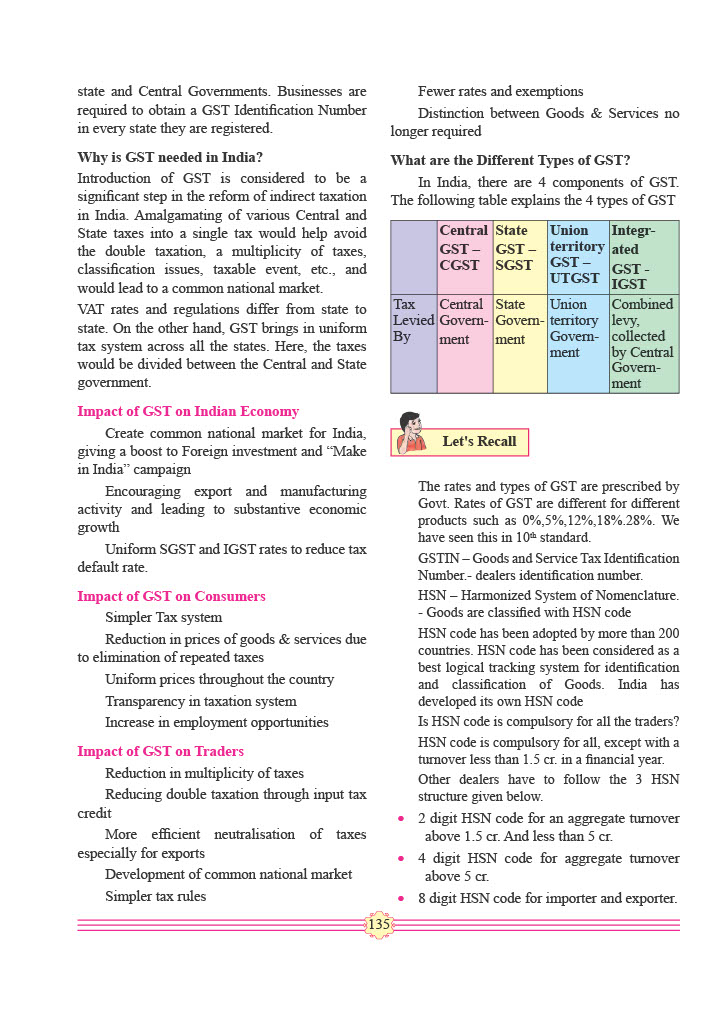 state and Central Governments. Businesses are
required to obtain a GST Identification Number
in every state they are registered.
Why is GST needed in India?
Introduction of GST is considered to be a
significant step in the reform of indirect taxation
in India. Amalgamating of various Central and
State taxes into a single tax would help avoid
the double taxation, a multiplicity of taxes,
classification issues, taxable event, etc., and
would lead to a common national market.
VAT rates and regulations differ from state to
state. On the other hand, GST brings in uniform
tax system across all the states. Here, the taxes
would be divided between the Central and State
government.
Impact of GST on Indian Economy
Create common national market for India,
giving a boost to Foreign investment and “Make
in India” campaign
Encouraging export and manufacturing
activity and leading to substantive economic
growth
Uniform SGST and IGST rates to reduce tax
default rate.
Impact of GST on Consumers
Simpler Tax system
Reduction in prices of goods & services due
to elimination of repeated taxes
Uniform prices throughout the country
Transparency in taxation system
Increase in employment opportunities
Impact of GST on Traders
Reduction in multiplicity of taxes
Reducing double taxation through input tax
credit
More efficient neutralisation of taxes
especially for exports
Development of common national market
Simpler tax rules
Fewer rates and exemptions
Distinction between Goods & Services no
longer required
What are the Different Types of GST?
In India, there are 4 components of GST.
The following table explains the 4 types of GST
Central
GST –
CGST
State
GST –
SGST
Union
territory
GST –
UTGST
Integr-
ated
GST -
IGST
Tax
Levied
By
Central
Govern-
ment
State
Govern-
ment
Union
territory
Govern-
ment
Combined
levy,
collected
by Central
Govern-
ment
Let's Recall
The rates and types of GST are prescribed by
Govt. Rates of GST are different for different
products such as 0%,5%,12%,18%.28%. We
have seen this in 10th standard.
GSTIN – Goods and Service Tax Identification
Number.- dealers identification number.
HSN – Harmonized System of Nomenclature.
- Goods are classified with HSN code
HSN code has been adopted by more than 200
countries. HSN code has been considered as a
best logical tracking system for identification
and classification of Goods. India has
developed its own HSN code
Is HSN code is compulsory for all the traders?
HSN code is compulsory for all, except with a
turnover less than 1.5 cr. in a financial year.
Other dealers have to follow the 3 HSN
structure given below.
• 2 digit HSN code for an aggregate turnover
above 1.5 cr. And less than 5 cr.
• 4 digit HSN code for aggregate turnover
above 5 cr.
• 8 digit HSN code for importer and exporter.
135